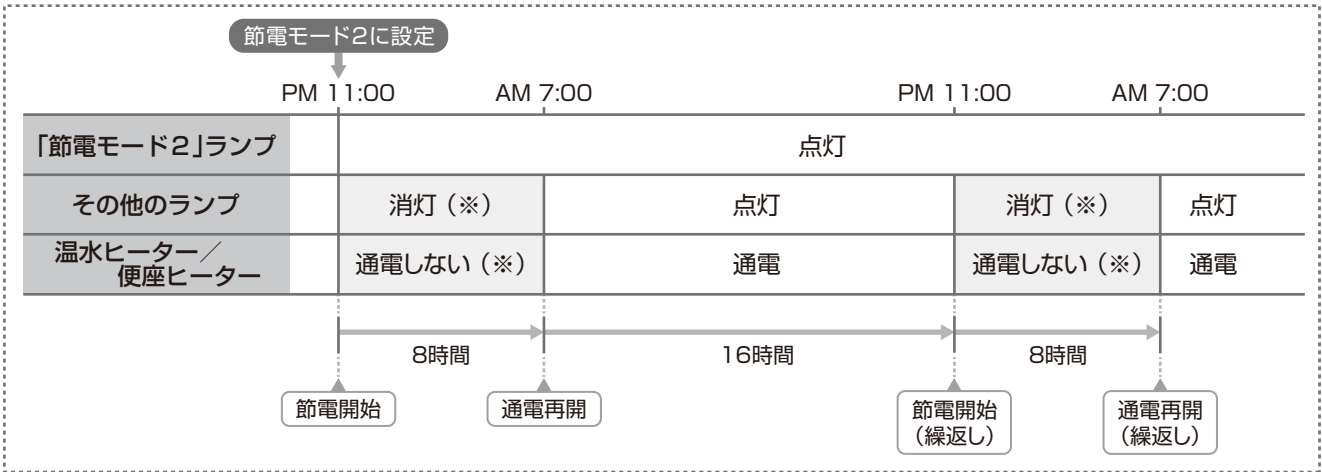 節電モード2に設定
PM 11:00 AM 7:00 PM 11:00 AM 7:00
「節電モード2」ランプ 点灯
その他のランプ 消灯(※) 点灯 消灯(※) 点灯
温水ヒーター/
便座ヒーター 通電しない(※) 通電 通電しない(※) 通電
8時間 16時間 8時間
節電開始 通電再開 節電開始 通電再開
(繰返し) (繰返し)